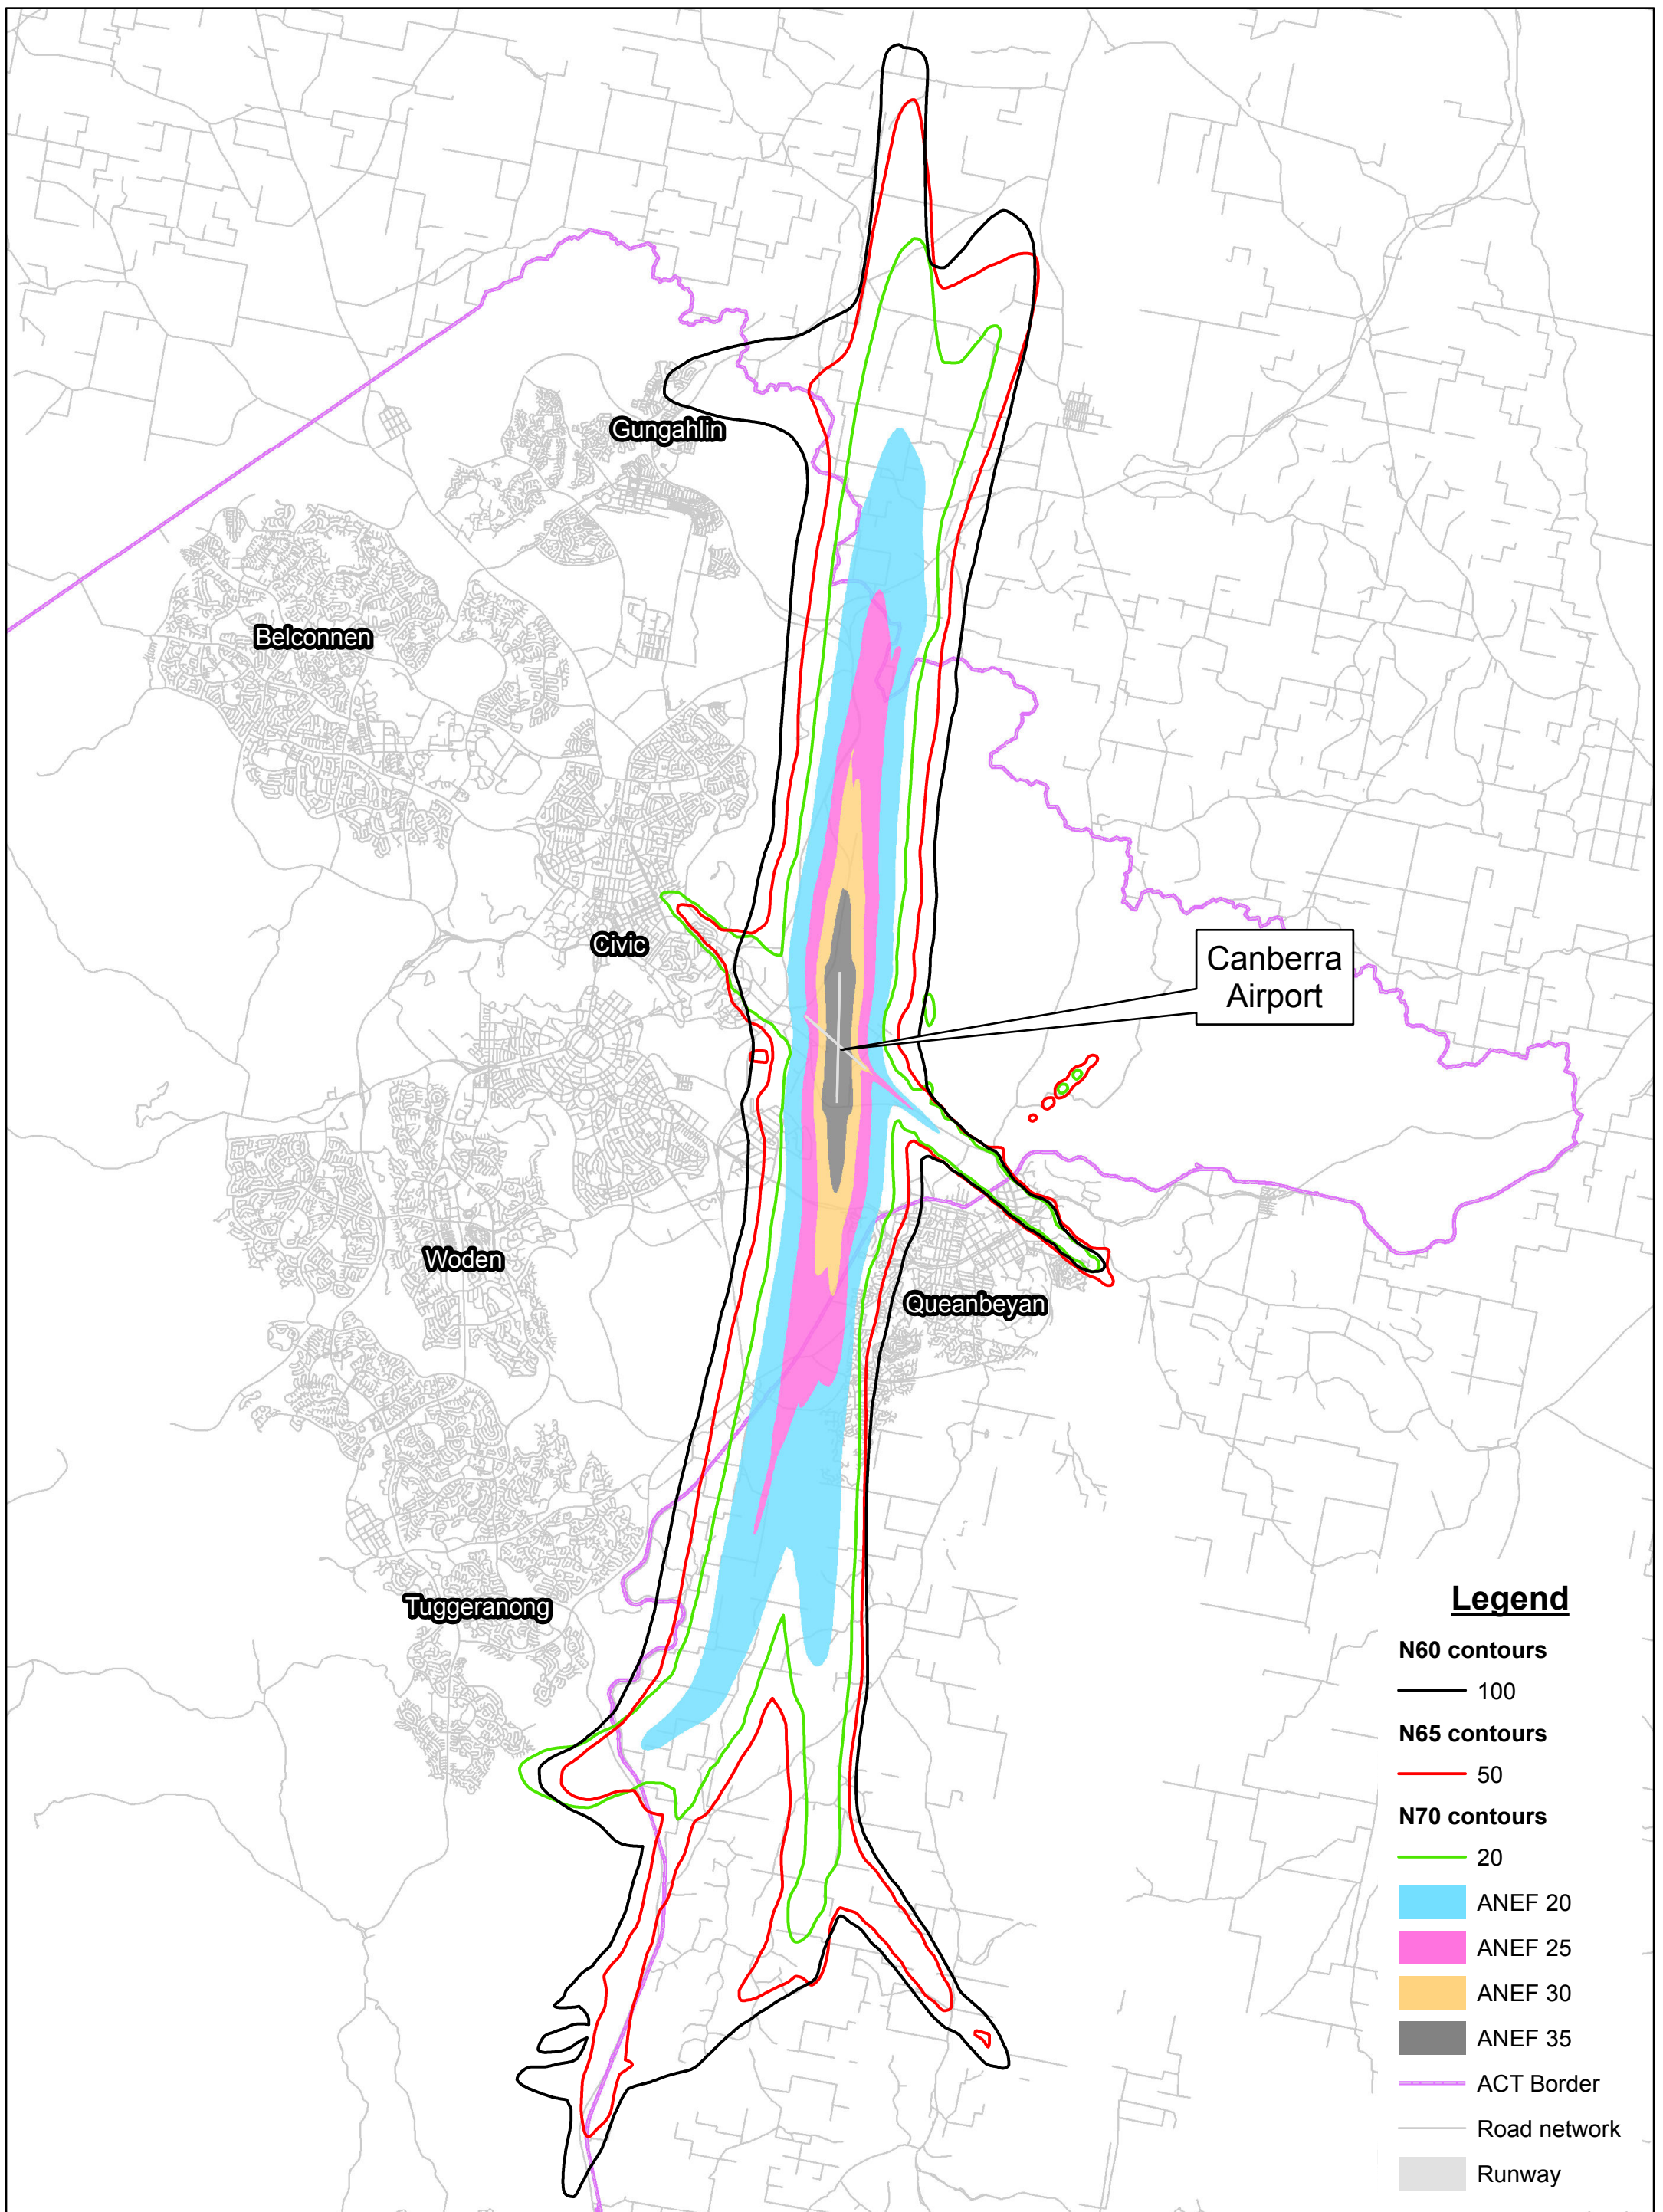 Gungahlin
Belconnen
Civic
Canberra
Airport
Woden
Queanbeyan
Tuggeranong
Legend
N60 contours
100
N65 contours
50
N70 contours
20
ANEF 20
ANEF 25
ANEF 30
ANEF 35
ACT Border
Road network
Runway